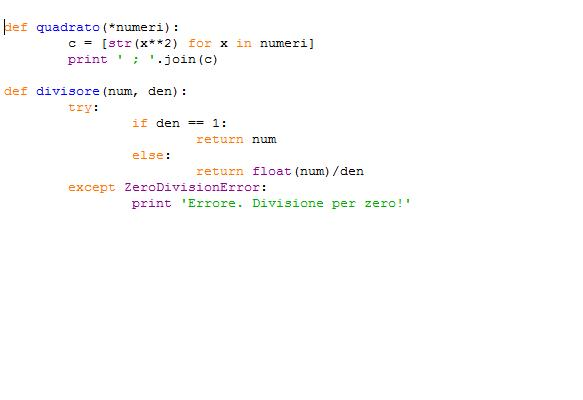 def quadrato(*numeri):
        c = [str(x**2) for x in numeri]
        print ' ; '.join(c)

def divisore(num, den):
        try:
                if den == 1:
                        return num
                else:
                        return float(num)/den
        except ZeroDivisionError:
                print 'Errore. Divisione per zero!'